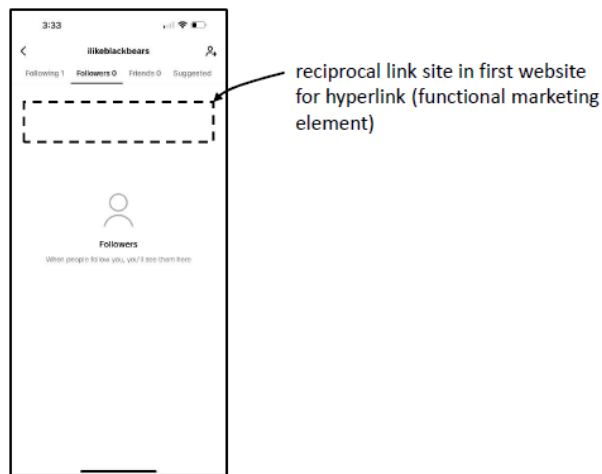 3:33
ilikeblackbears
Following 1 Followers 0 Friends 0 Suggested
reciprocal link site in first website
for hyperlink (functional marketing
element)
Followers
When people follow you, you'll see them here